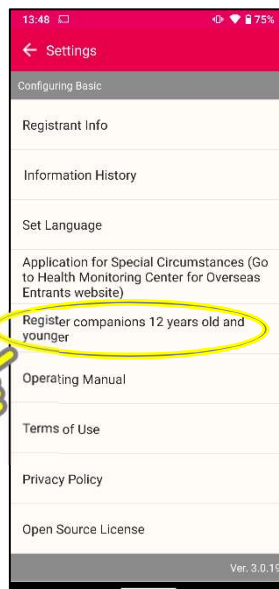 13:48 75%
← Settings
Configuring Basic
Registrant Info
Information History
Set Language
Application for Special Circumstances (Go
to Health Monitoring Center for Overseas
Entrants website)
Register companions 12 years old and
younger
Operating Manual
Terms of Use
Privacy Policy
Open Source License
Ver. 3.0.19